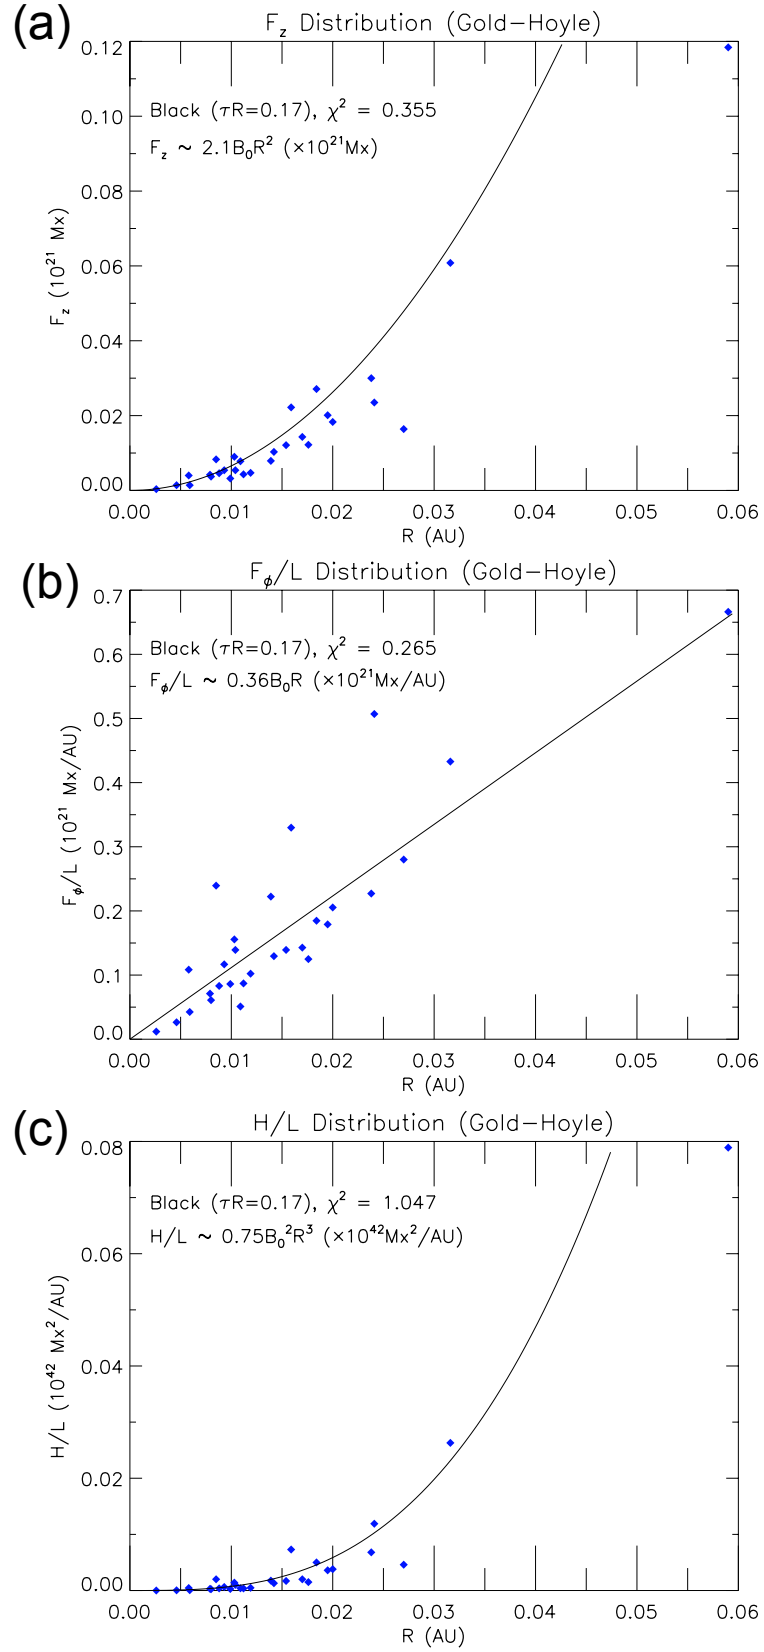 (a)
F_z Distribution (Gold−Hoyle)
0.12
0.10
0.08
0.06
0.04
0.02
0.00
F_z (10²¹ Mx)
Black (τR=0.17), χ² = 0.355
F_z ~ 2.1B₀R² (×10²¹Mx)
0.00 0.01 0.02 0.03 0.04 0.05 0.06
R (AU)
(b)
F_ϕ/L Distribution (Gold−Hoyle)
0.7
0.6
0.5
0.4
0.3
0.2
0.1
0.0
F_ϕ/L (10²¹ Mx/AU)
Black (τR=0.17), χ² = 0.265
F_ϕ/L ~ 0.36B₀R (×10²¹Mx/AU)
0.00 0.01 0.02 0.03 0.04 0.05 0.06
R (AU)
(c)
H/L Distribution (Gold−Hoyle)
0.08
0.06
0.04
0.02
0.00
H/L (10⁴² Mx²/AU)
Black (τR=0.17), χ² = 1.047
H/L ~ 0.75B₀²R³ (×10⁴²Mx²/AU)
0.00 0.01 0.02 0.03 0.04 0.05 0.06
R (AU)